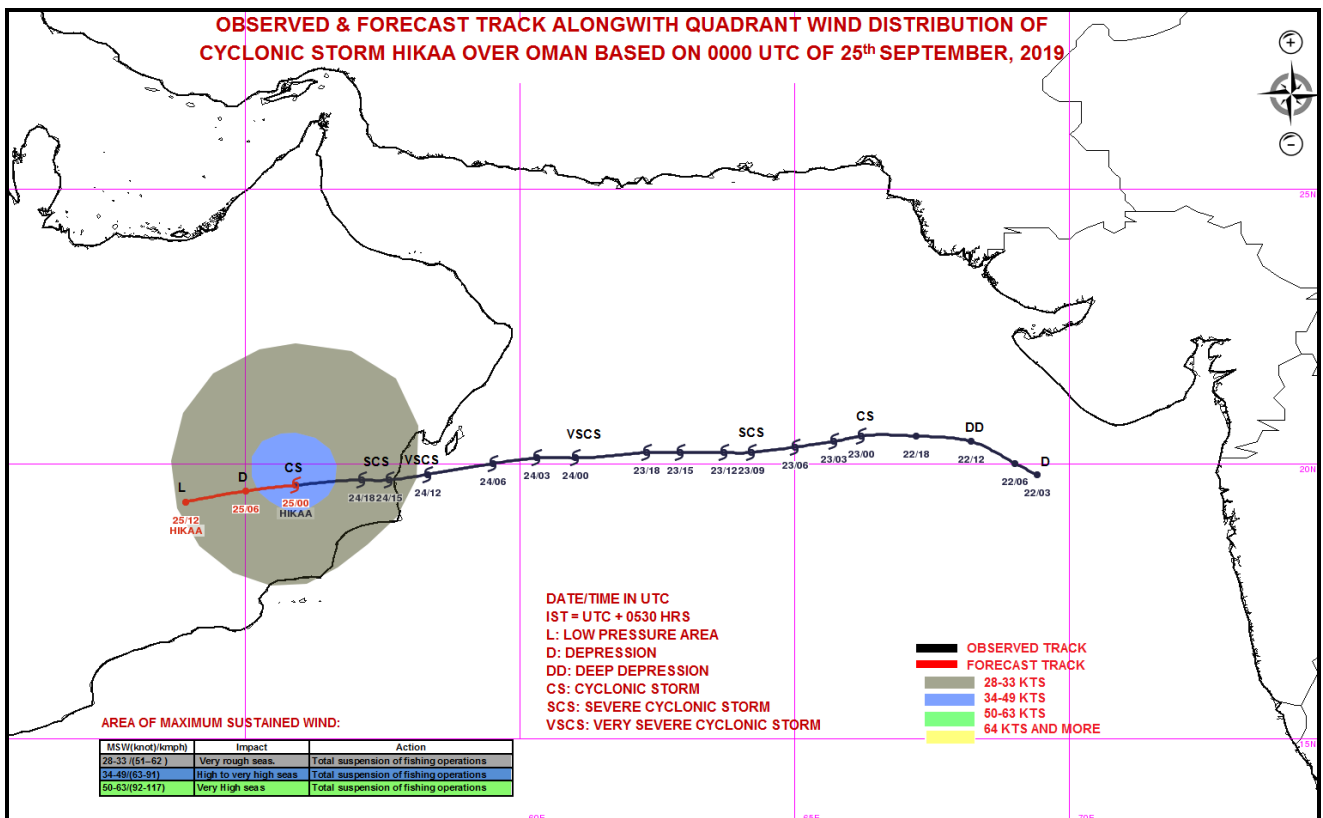 OBSERVED & FORECAST TRACK ALONGWITH QUADRANT WIND DISTRIBUTION OF
CYCLONIC STORM HIKAA OVER OMAN BASED ON 0000 UTC OF 25th SEPTEMBER, 2019
+
−
25N
VSCS
CS
DD
SCS
VSCS
SCS
D
20N
CS
D
L
22/18
22/12
22/06
22/03
23/00
23/03
23/06
23/12 23/09
23/15
23/18
24/00
24/03
24/06
24/12
24/18 24/15
25/00
HIKAA
25/06
25/12
HIKAA
DATE/TIME IN UTC
IST = UTC + 0530 HRS
L: LOW PRESSURE AREA
D: DEPRESSION
DD: DEEP DEPRESSION
CS: CYCLONIC STORM
SCS: SEVERE CYCLONIC STORM
VSCS: VERY SEVERE CYCLONIC STORM
OBSERVED TRACK
FORECAST TRACK
28-33 KTS
34-49 KTS
50-63 KTS
64 KTS AND MORE
15N
AREA OF MAXIMUM SUSTAINED WIND:
MSW(knot)/kmph) Impact Action
28-33 /(51–62 ) Very rough seas. Total suspension of fishing operations
34-49/(63-91) High to very high seas Total suspension of fishing operations
50-63/(92-117) Very High seas Total suspension of fishing operations